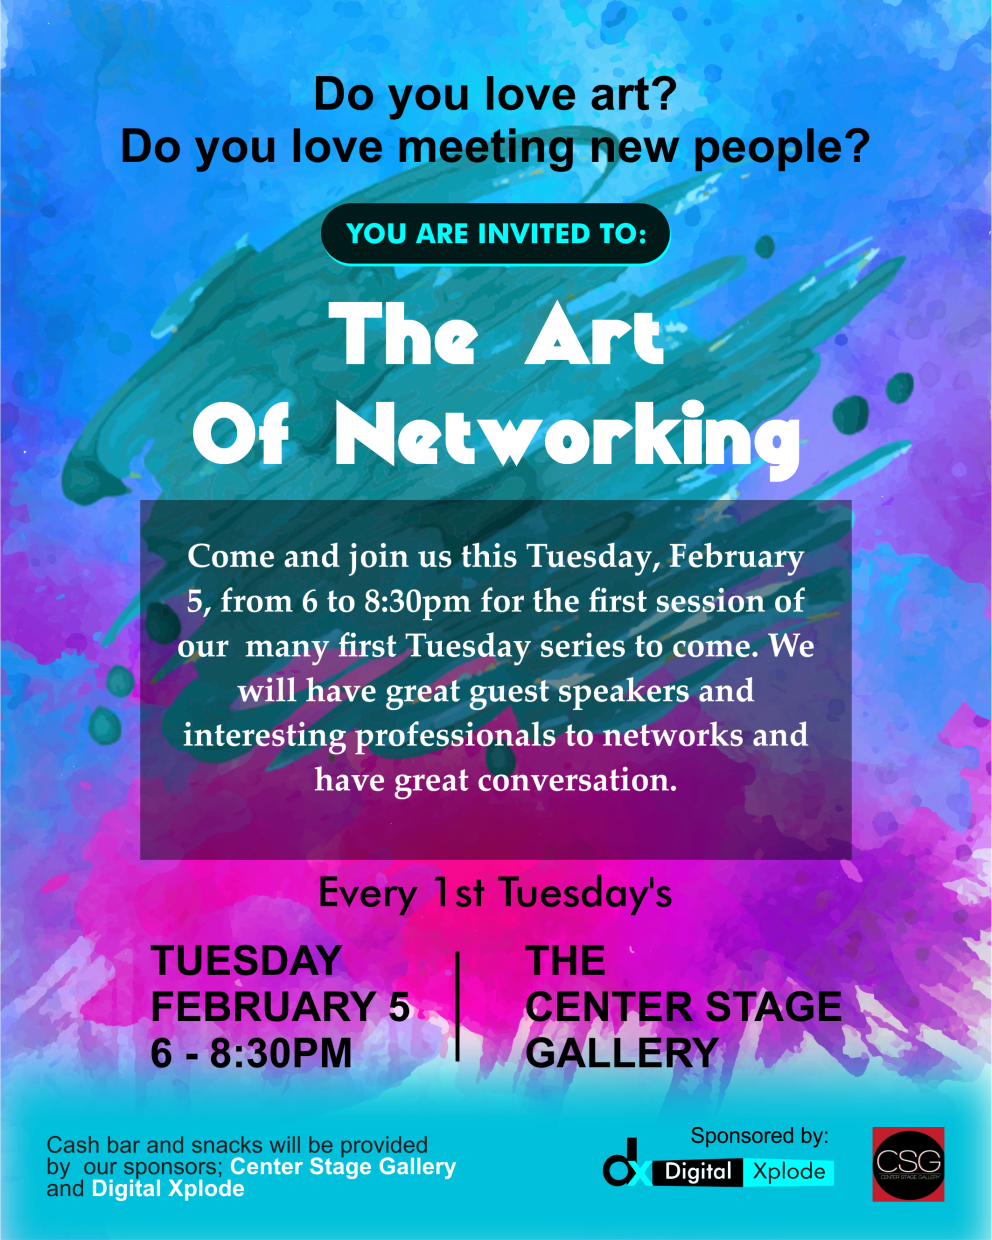 Do you love art?
Do you love meeting new people?
YOU ARE INVITED TO:
The Art
Of Networking
Come and join us this Tuesday, February
5, from 6 to 8:30pm for the first session of
our  many first Tuesday series to come. We
will have great guest speakers and
interesting professionals to networks and
have great conversation.
Every 1st Tuesday's
TUESDAY
FEBRUARY 5
6 - 8:30PM
THE
CENTER STAGE
GALLERY
Cash bar and snacks will be provided
by  our sponsors; Center Stage Gallery
and Digital Xplode
Sponsored by:
dx Digital Xplode
CSG
CENTER STAGE GALLERY